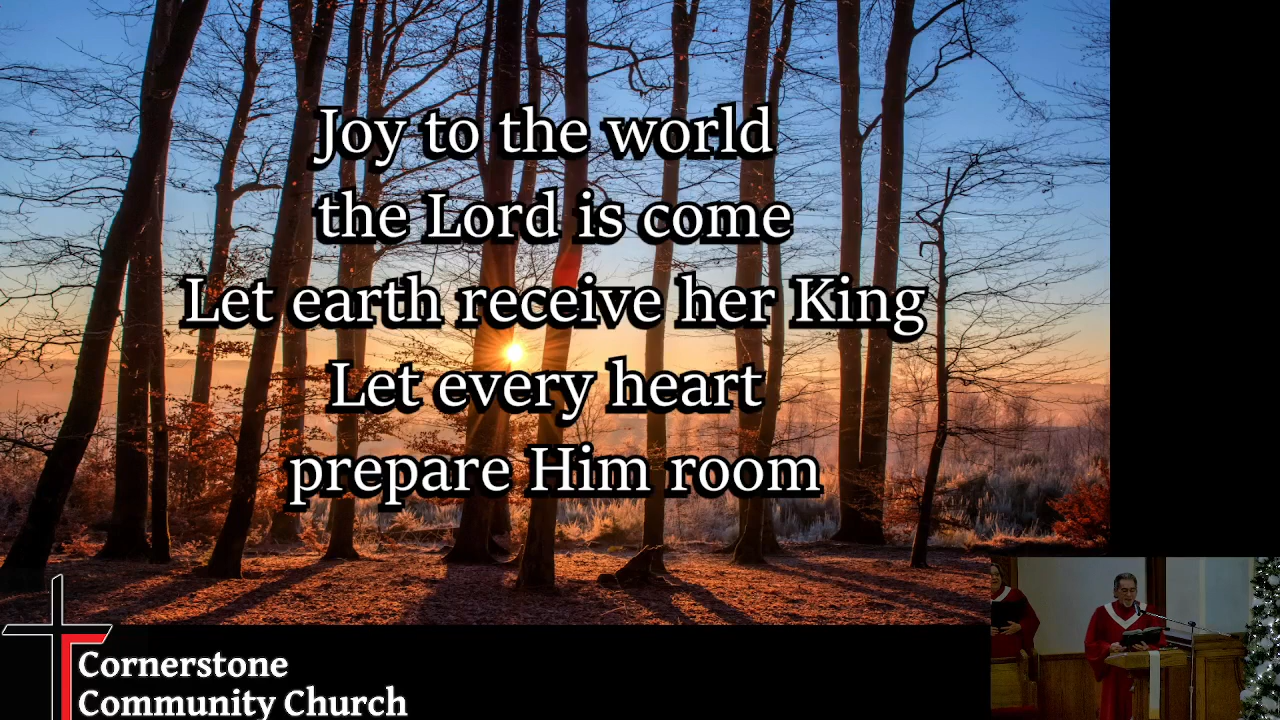 Joy to the world
the Lord is come
Let earth receive her King
Let every heart
prepare Him room
Cornerstone
Community Church